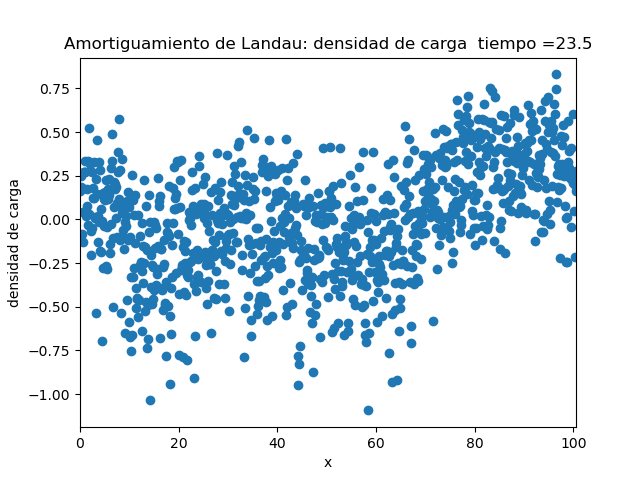 Amortiguamiento de Landau: densidad de carga  tiempo =23.5
densidad de carga
0.75
0.50
0.25
0.00
−0.25
−0.50
−0.75
−1.00
0 20 40 60 80 100
x